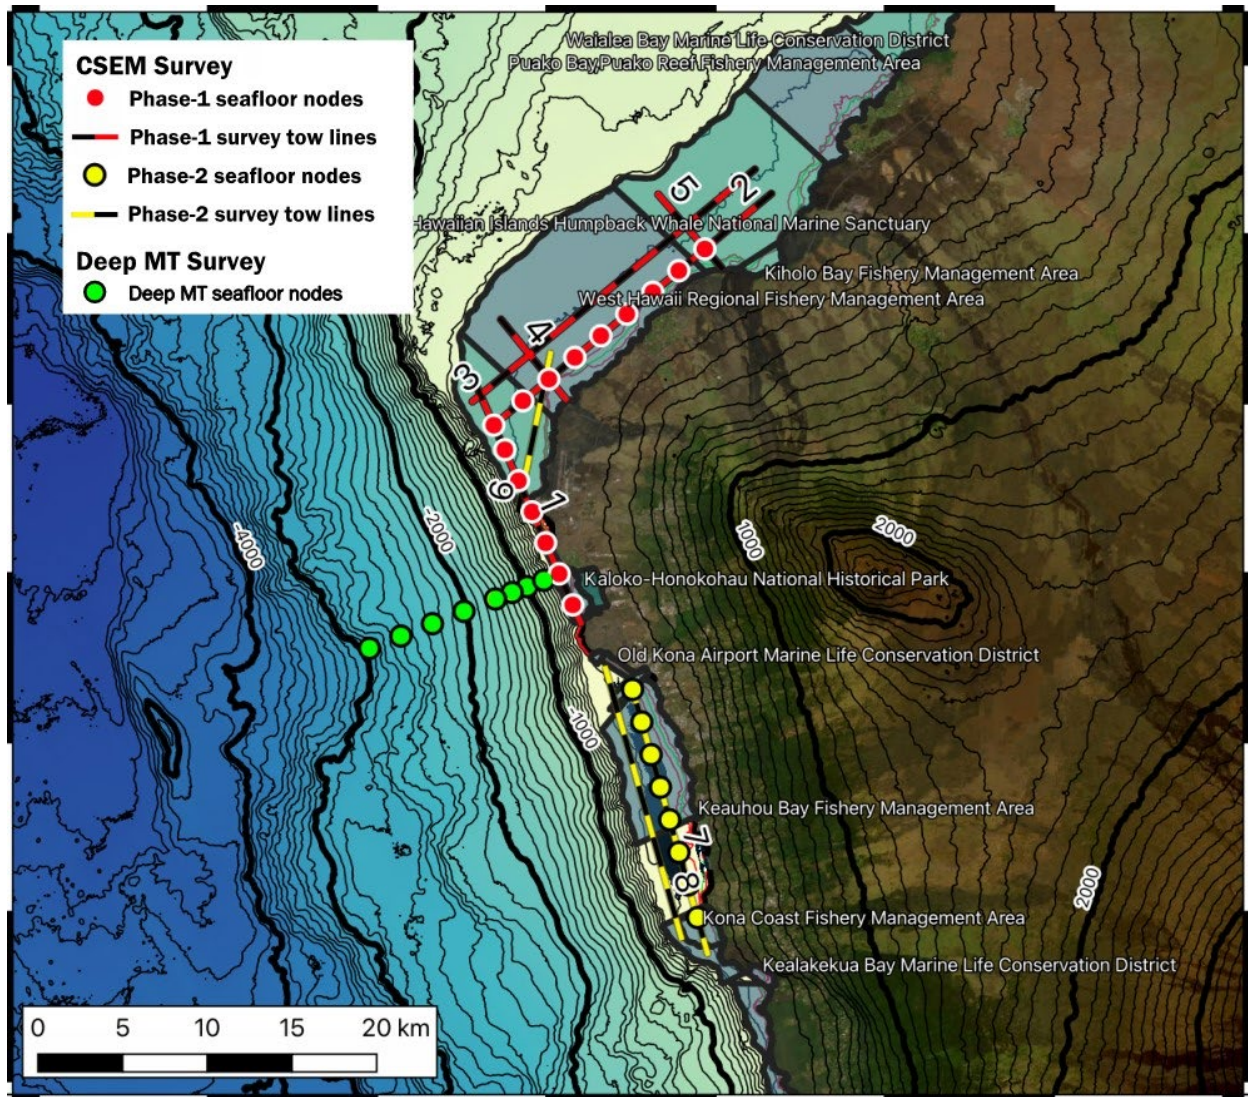 CSEM Survey
Phase-1 seafloor nodes
Phase-1 survey tow lines
Phase-2 seafloor nodes
Phase-2 survey tow lines
Deep MT Survey
Deep MT seafloor nodes
Waialea Bay Marine Life Conservation District
Puako Bay,Puako Reef Fishery Management Area
5
2
Hawaiian Islands Humpback Whale National Marine Sanctuary
Kiholo Bay Fishery Management Area
West Hawaii Regional Fishery Management Area
4
3
6
1
-4000
-2000
1000
2000
Kaloko-Honokohau National Historical Park
Old Kona Airport Marine Life Conservation District
-1000
Keauhou Bay Fishery Management Area
7
8
2000
Kona Coast Fishery Management Area
Kealakekua Bay Marine Life Conservation District
0 5 10 15 20 km